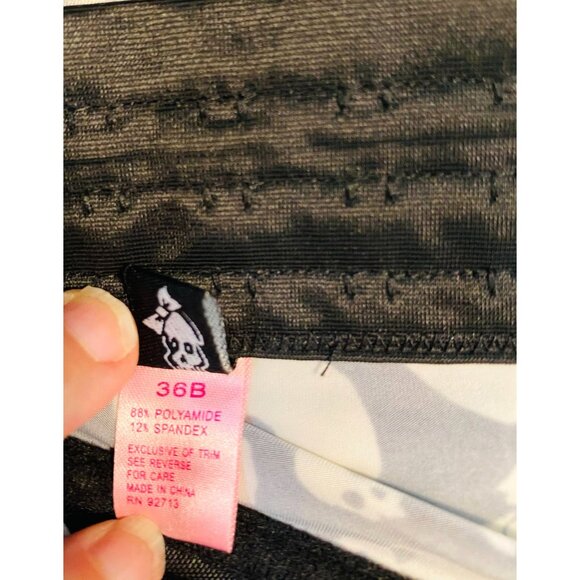 36B
88% POLYAMIDE
12% SPANDEX
EXCLUSIVE OF TRIM
SEE REVERSE
FOR CARE
MADE IN CHINA
RN 92713